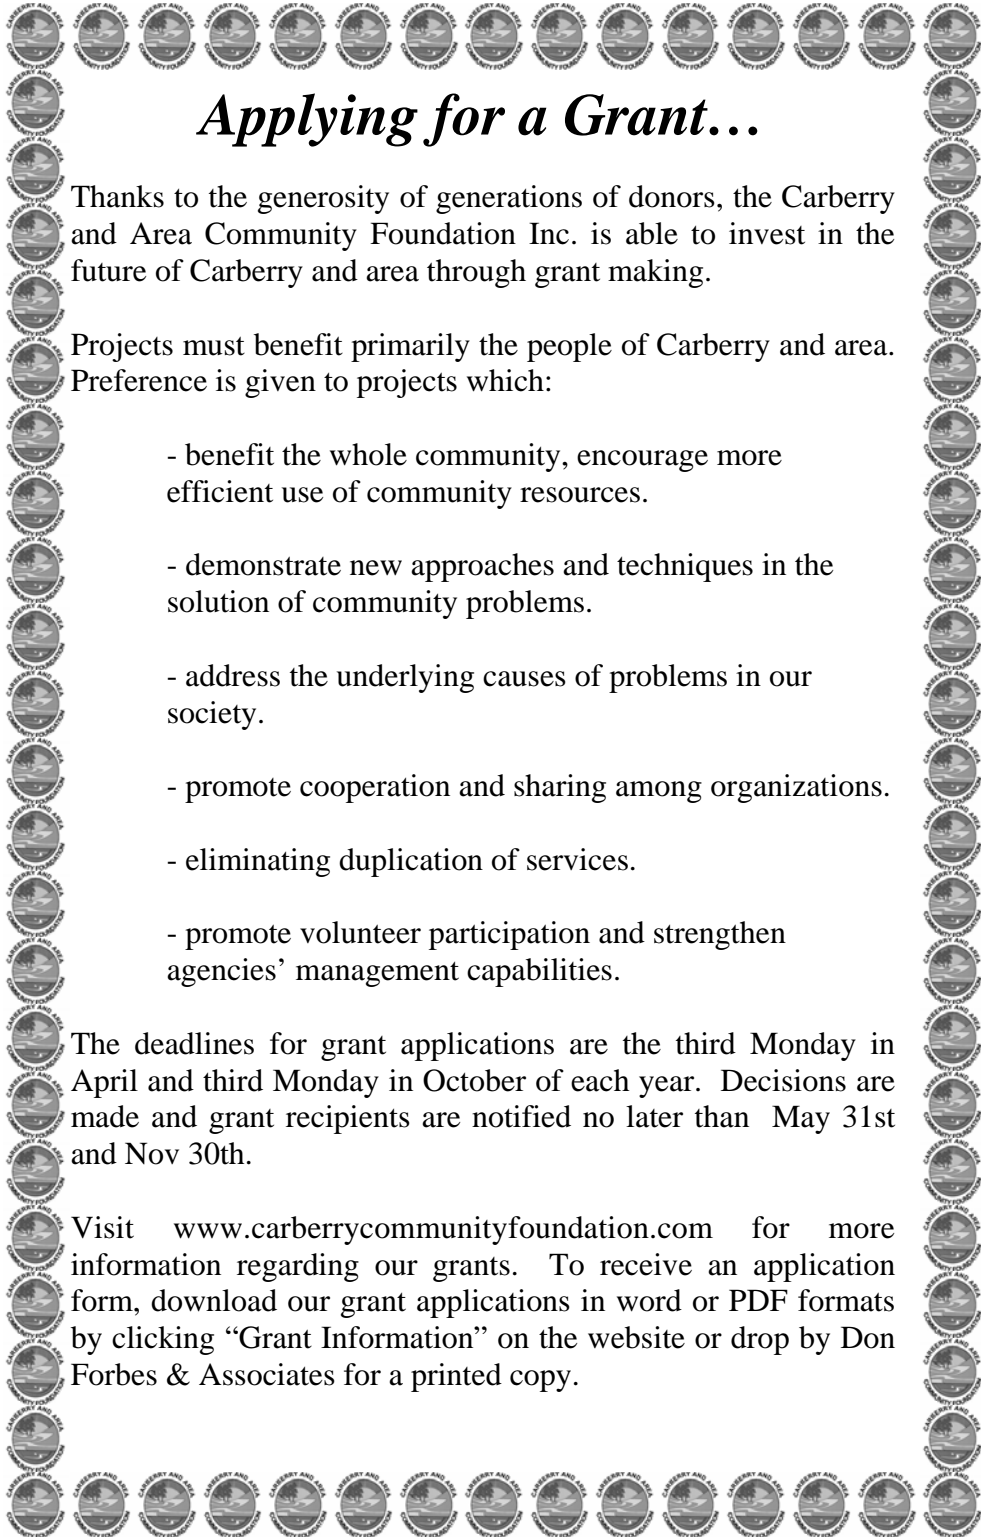 Applying for a Grant…
Thanks to the generosity of generations of donors, the Carberry
and Area Community Foundation Inc. is able to invest in the
future of Carberry and area through grant making.
Projects must benefit primarily the people of Carberry and area.
Preference is given to projects which:
- benefit the whole community, encourage more
efficient use of community resources.
- demonstrate new approaches and techniques in the
solution of community problems.
- address the underlying causes of problems in our
society.
- promote cooperation and sharing among organizations.
- eliminating duplication of services.
- promote volunteer participation and strengthen
agencies’ management capabilities.
The deadlines for grant applications are the third Monday in
April and third Monday in October of each year.  Decisions are
made and grant recipients are notified no later than  May 31st
and Nov 30th.
Visit www.carberrycommunityfoundation.com for more
information regarding our grants.  To receive an application
form, download our grant applications in word or PDF formats
by clicking “Grant Information” on the website or drop by Don
Forbes & Associates for a printed copy.
CARBERRY AND AREA
COMMUNITY FOUNDATION